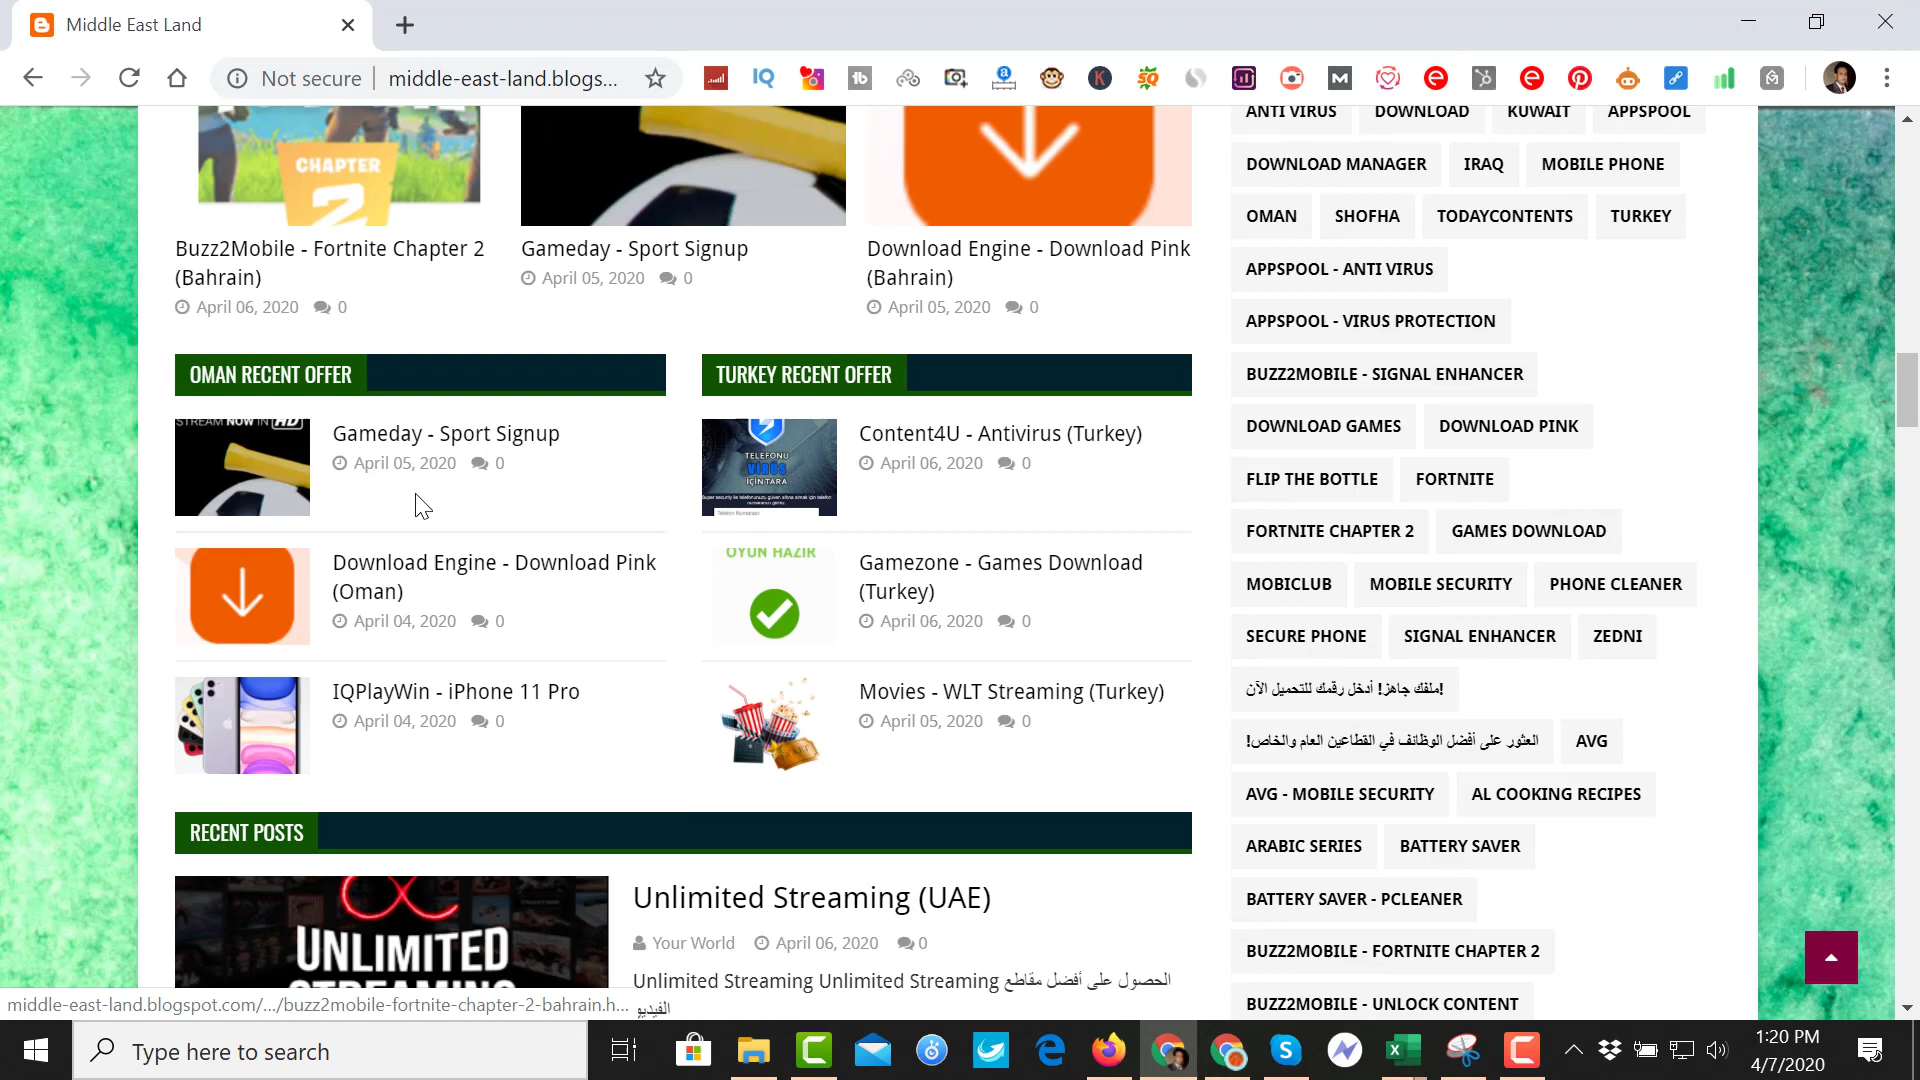 Middle East Land
Not secure
middle-east-land.blogs...
CHAPTER
2
Buzz2Mobile - Fortnite Chapter 2
(Bahrain)
April 06, 2020 0
Gameday - Sport Signup
April 05, 2020 0
Download Engine - Download Pink
(Bahrain)
April 05, 2020 0
OMAN RECENT OFFER
STREAM NOW IN HD
Gameday - Sport Signup
April 05, 2020 0
Download Engine - Download Pink
(Oman)
April 04, 2020 0
IQPlayWin - iPhone 11 Pro
April 04, 2020 0
TURKEY RECENT OFFER
TELEFONU
VİRÜS
İÇİN TARA
Content4U - Antivirus (Turkey)
April 06, 2020 0
OYUN HAZIR
Gamezone - Games Download
(Turkey)
April 06, 2020 0
Movies - WLT Streaming (Turkey)
April 05, 2020 0
RECENT POSTS
UNLIMITED
STREAMING
Unlimited Streaming (UAE)
Your World April 06, 2020 0
Unlimited Streaming Unlimited Streaming الحصول على أفضل مقاطع
الفيديو
ANTI VIRUS DOWNLOAD KUWAIT APPSPOOL
DOWNLOAD MANAGER IRAQ MOBILE PHONE
OMAN SHOFHA TODAYCONTENTS TURKEY
APPSPOOL - ANTI VIRUS
APPSPOOL - VIRUS PROTECTION
BUZZ2MOBILE - SIGNAL ENHANCER
DOWNLOAD GAMES DOWNLOAD PINK
FLIP THE BOTTLE FORTNITE
FORTNITE CHAPTER 2 GAMES DOWNLOAD
MOBICLUB MOBILE SECURITY PHONE CLEANER
SECURE PHONE SIGNAL ENHANCER ZEDNI
!ملفك جاهز! أدخل رقمك للتحميل الآن
العثور على أفضل الوظائف في القطاعين العام والخاص! AVG
AVG - MOBILE SECURITY AL COOKING RECIPES
ARABIC SERIES BATTERY SAVER
BATTERY SAVER - PCLEANER
BUZZ2MOBILE - FORTNITE CHAPTER 2
BUZZ2MOBILE - UNLOCK CONTENT
middle-east-land.blogspot.com/.../buzz2mobile-fortnite-chapter-2-bahrain.h...
Type here to search
1:20 PM
4/7/2020